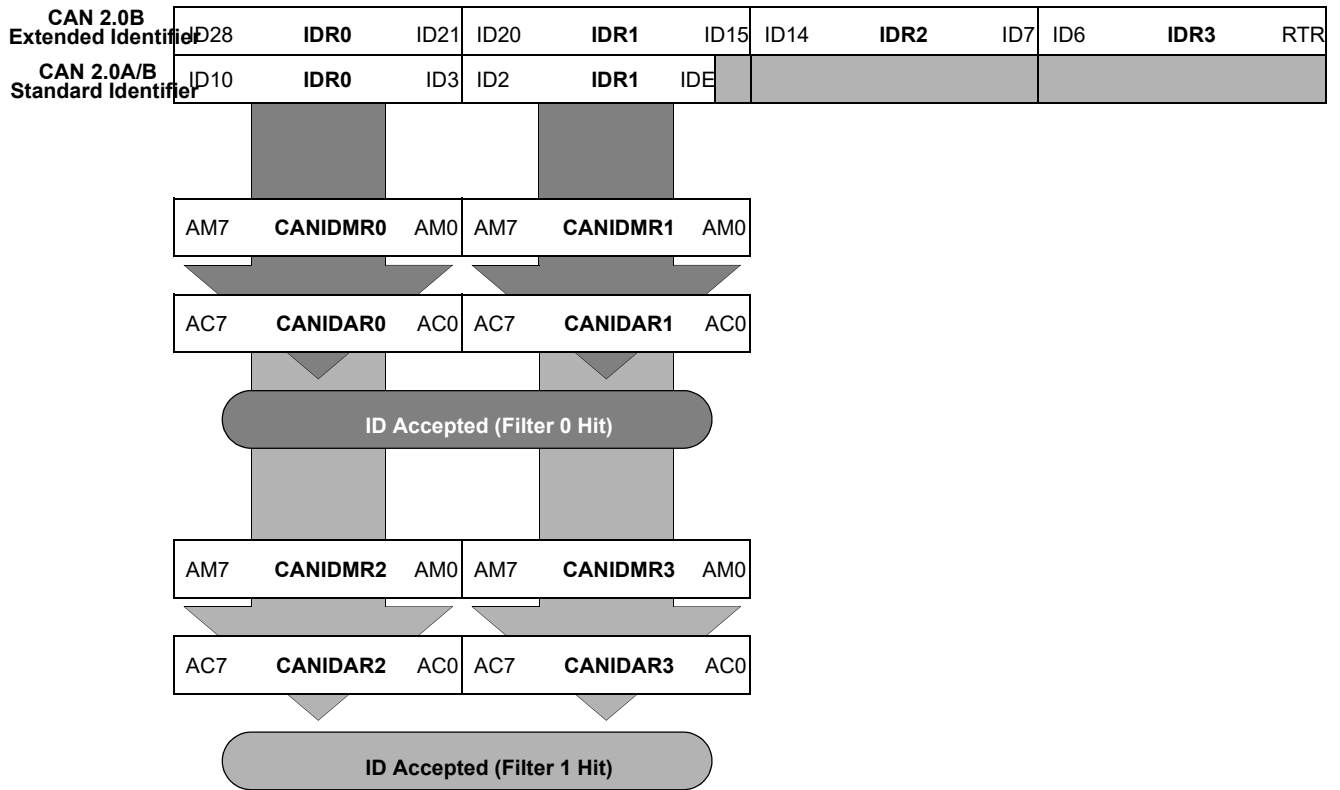 CAN 2.0B
Extended Identifier ID28 IDR0 ID21 ID20 IDR1 ID15 ID14 IDR2 ID7 ID6 IDR3 RTR
CAN 2.0A/B
Standard Identifier ID10 IDR0 ID3 ID2 IDR1 IDE
AM7 CANIDMR0 AM0 AM7 CANIDMR1 AM0
AC7 CANIDAR0 AC0 AC7 CANIDAR1 AC0
ID Accepted (Filter 0 Hit)
AM7 CANIDMR2 AM0 AM7 CANIDMR3 AM0
AC7 CANIDAR2 AC0 AC7 CANIDAR3 AC0
ID Accepted (Filter 1 Hit)